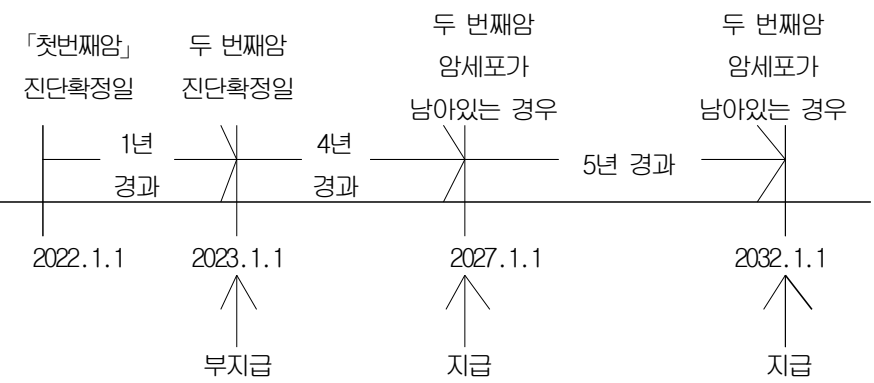 「첫번째암」
진단확정일
두 번째암
진단확정일
두 번째암
암세포가
남아있는 경우
두 번째암
암세포가
남아있는 경우
1년
경과
4년
경과
5년 경과
2022.1.1
2023.1.1
2027.1.1
2032.1.1
부지급
지급
지급